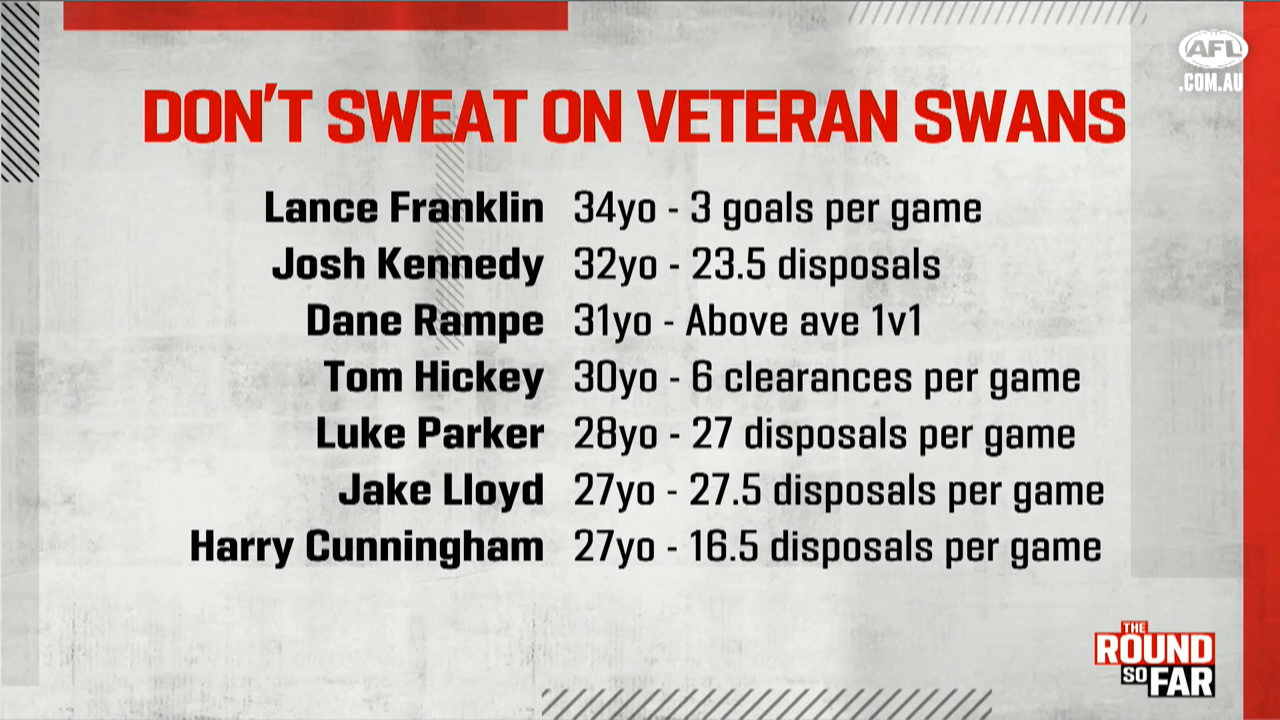 AFL
.COM.AU
DON'T SWEAT ON VETERAN SWANS
Lance Franklin 34yo - 3 goals per game
Josh Kennedy 32yo - 23.5 disposals
Dane Rampe 31yo - Above ave 1v1
Tom Hickey 30yo - 6 clearances per game
Luke Parker 28yo - 27 disposals per game
Jake Lloyd 27yo - 27.5 disposals per game
Harry Cunningham 27yo - 16.5 disposals per game
THE
ROUND
SO FAR